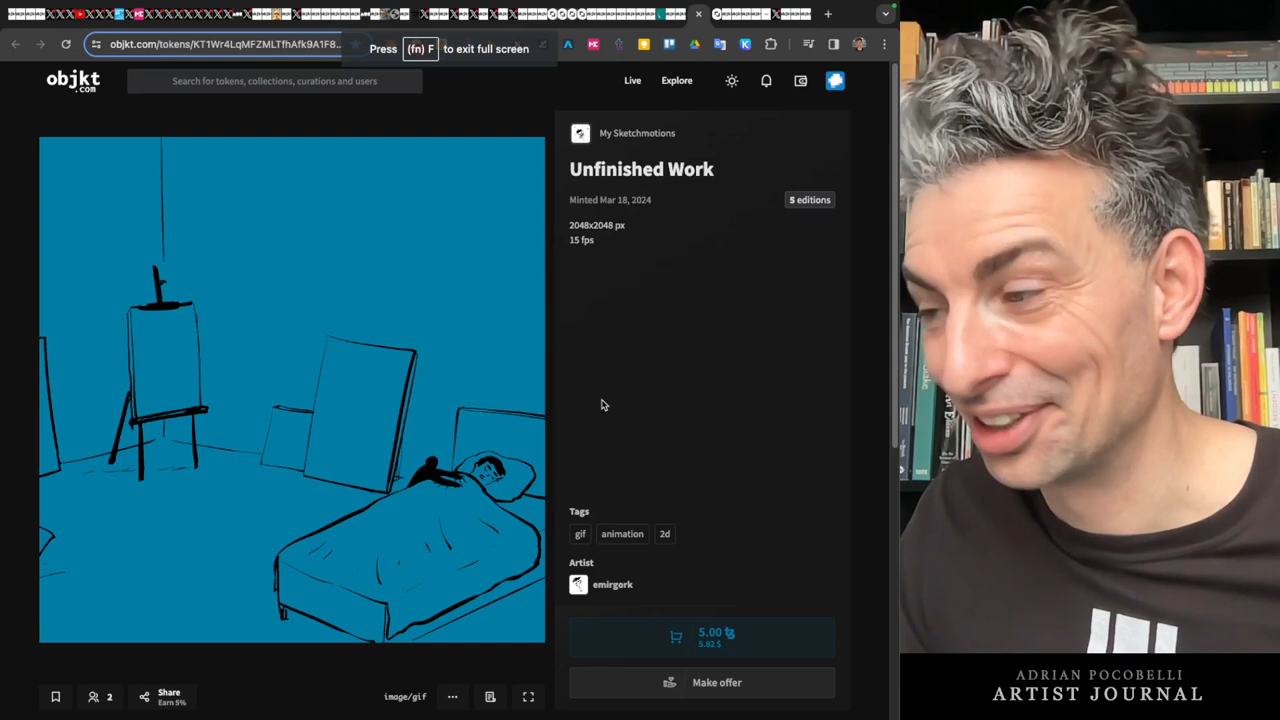 objkt.com/tokens/KT1Wr4LqMFZMLTfhAfk9A1F8...
Press (fn) F to exit full screen
objkt
.com
Search for tokens, collections, curations and users
Live
Explore
My Sketchmotions
Unfinished Work
Minted Mar 18, 2024
5 editions
2048x2048 px
15 fps
Tags
gif
animation
2d
Artist
emirgork
5.00
5.82 $
Make offer
2
Share
Earn 5%
image/gif
ADRIAN POCOBELLI
ARTIST JOURNAL